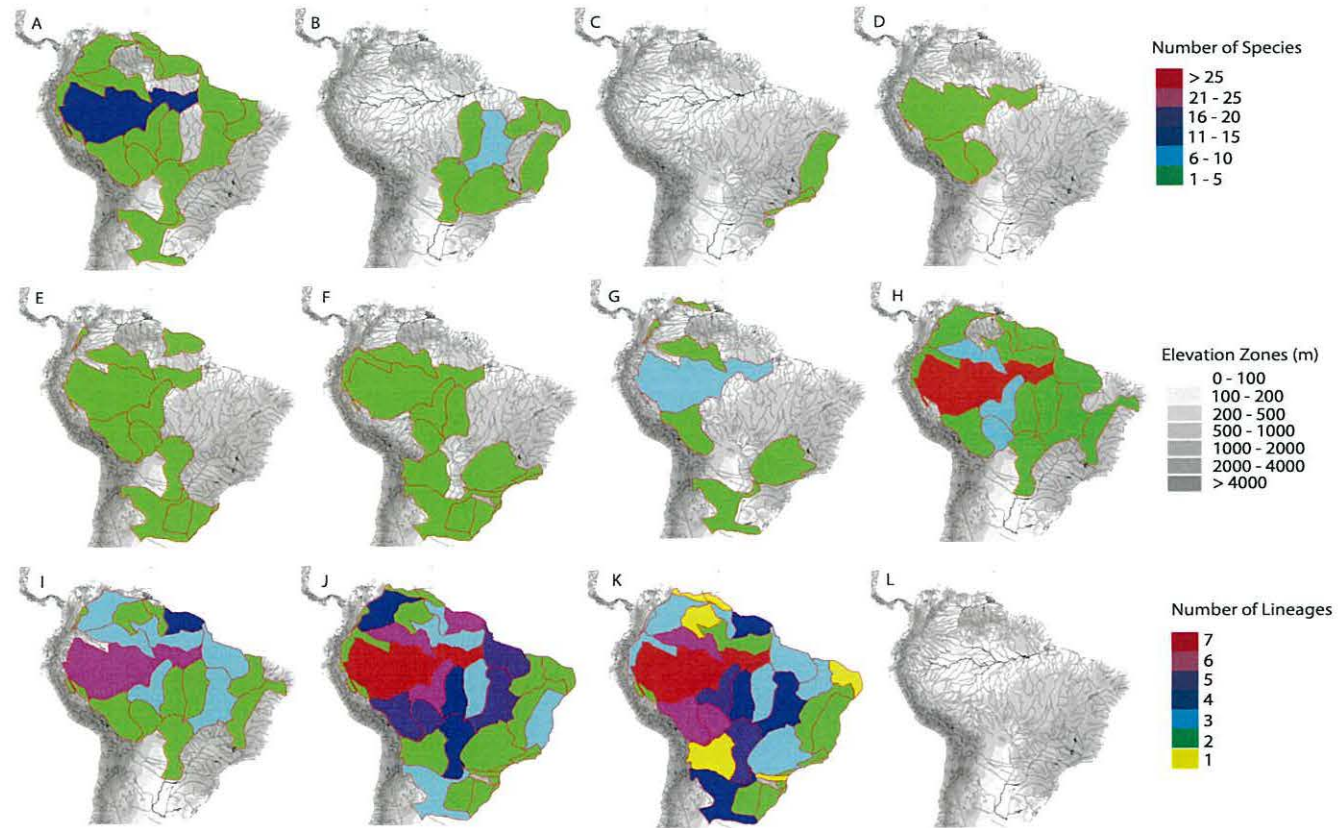 A
B
C
D
Number of Species
> 25
21 - 25
16 - 20
11 - 15
6 - 10
1 - 5
E
F
G
H
Elevation Zones (m)
0 - 100
100 - 200
200 - 500
500 - 1000
1000 - 2000
2000 - 4000
> 4000
I
J
K
L
Number of Lineages
7
6
5
4
3
2
1